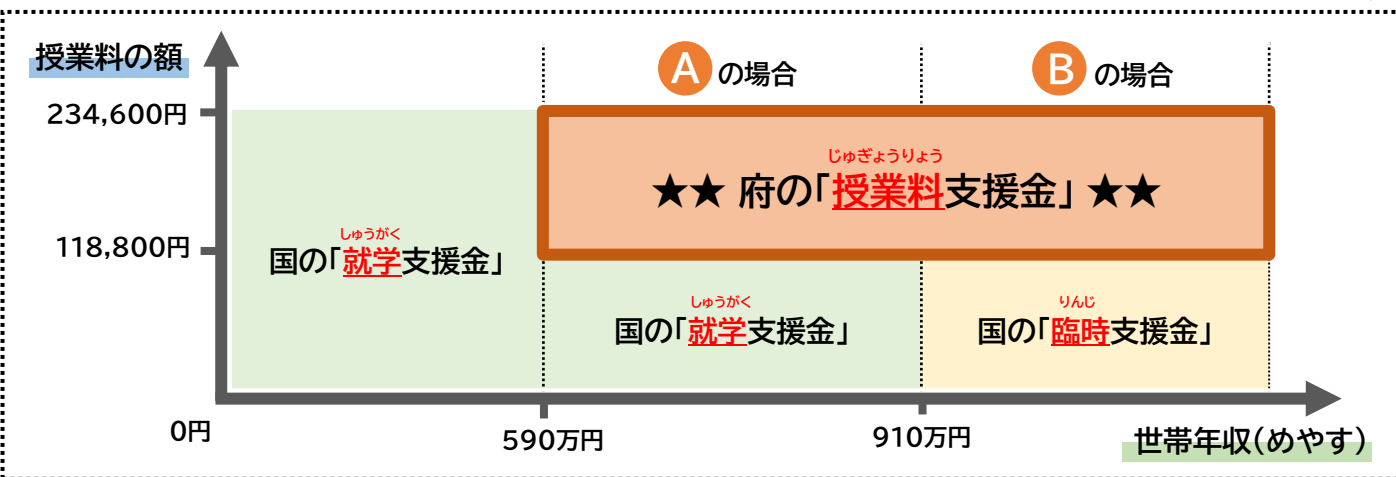 授業料の額
Aの場合
Bの場合
234,600円
じゅぎょうりょう
★★ 府の「授業料支援金」★★
118,800円
しゅうがく
国の「就学支援金」
しゅうがく
国の「就学支援金」
りんじ
国の「臨時支援金」
0円
590万円
910万円
世帯年収(めやす)